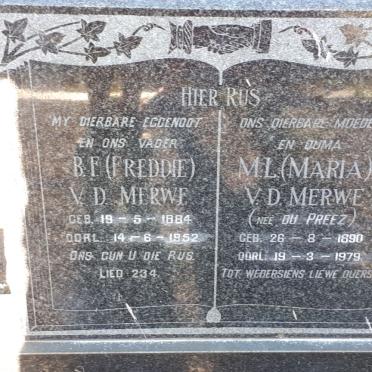 HIER RUS
MY DIERBARE EGGENOOT
EN ONS VADER
B.F. (FREDDIE)
V.D. MERWE
GEB. 19-5-1884
OORL. 14-6-1952
ONS GUN U DIE RUS
LIED 234.
ONS DIERBARE MOEDER
EN OUMA
M.L. (MARIA)
V.D. MERWE
(NEE DU PREEZ)
GEB. 26-8-1890
OORL. 19-3-1979
TOT WEDERSIENS LIEWE OUERS